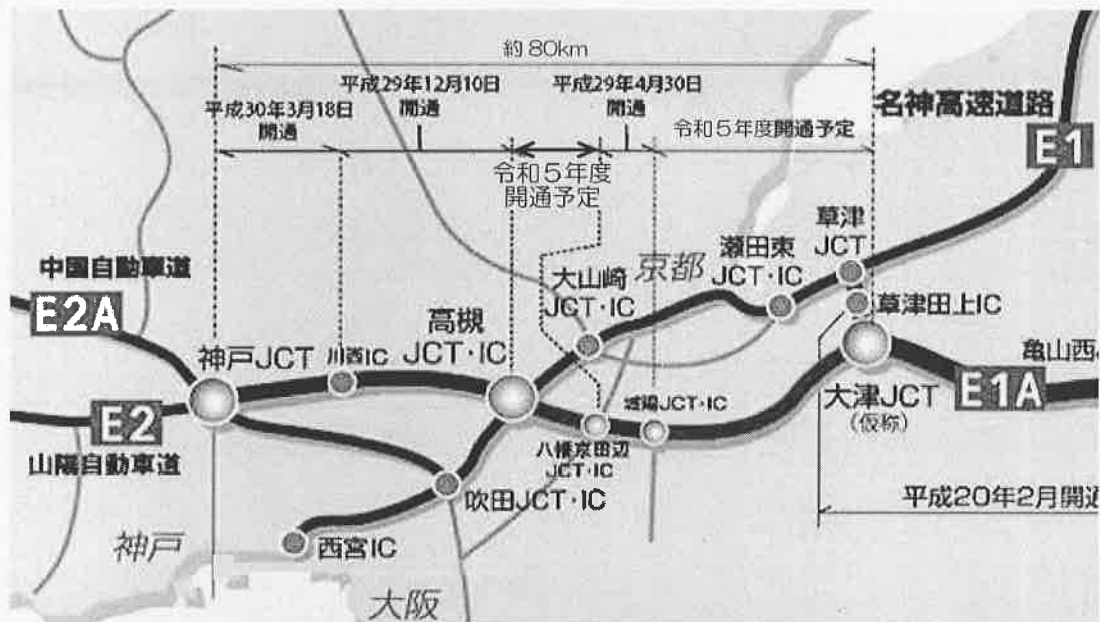 約80km
平成29年12月10日
開通
平成29年4月30日
開通
平成30年3月18日
開通
令和5年度開通予定
名神高速道路
E1
令和5年度
開通予定
草津
JCT
瀬田東
JCT・IC
京都
大山崎
JCT・IC
中国自動車道
E2A
草津田上IC
高槻
JCT・IC
神戸JCT
川西IC
亀山西J
大津JCT
(仮称)
E1A
城陽JCT・IC
E2
八幡京田辺
JCT・IC
山陽自動車道
吹田JCT・IC
平成20年2月開通
神戸
西宮IC
大阪